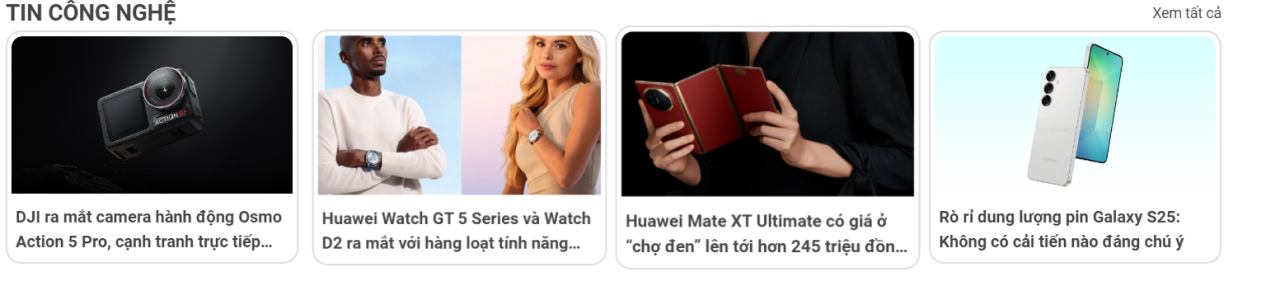 TIN CÔNG NGHỆ
Xem tất cả
ACTION
DJI ra mắt camera hành động Osmo
Action 5 Pro, cạnh tranh trực tiếp...
Huawei Watch GT 5 Series và Watch
D2 ra mắt với hàng loạt tính năng...
Huawei Mate XT Ultimate có giá ở
“chợ đen” lên tới hơn 245 triệu đồn...
Rò rỉ dung lượng pin Galaxy S25:
Không có cải tiến nào đáng chú ý